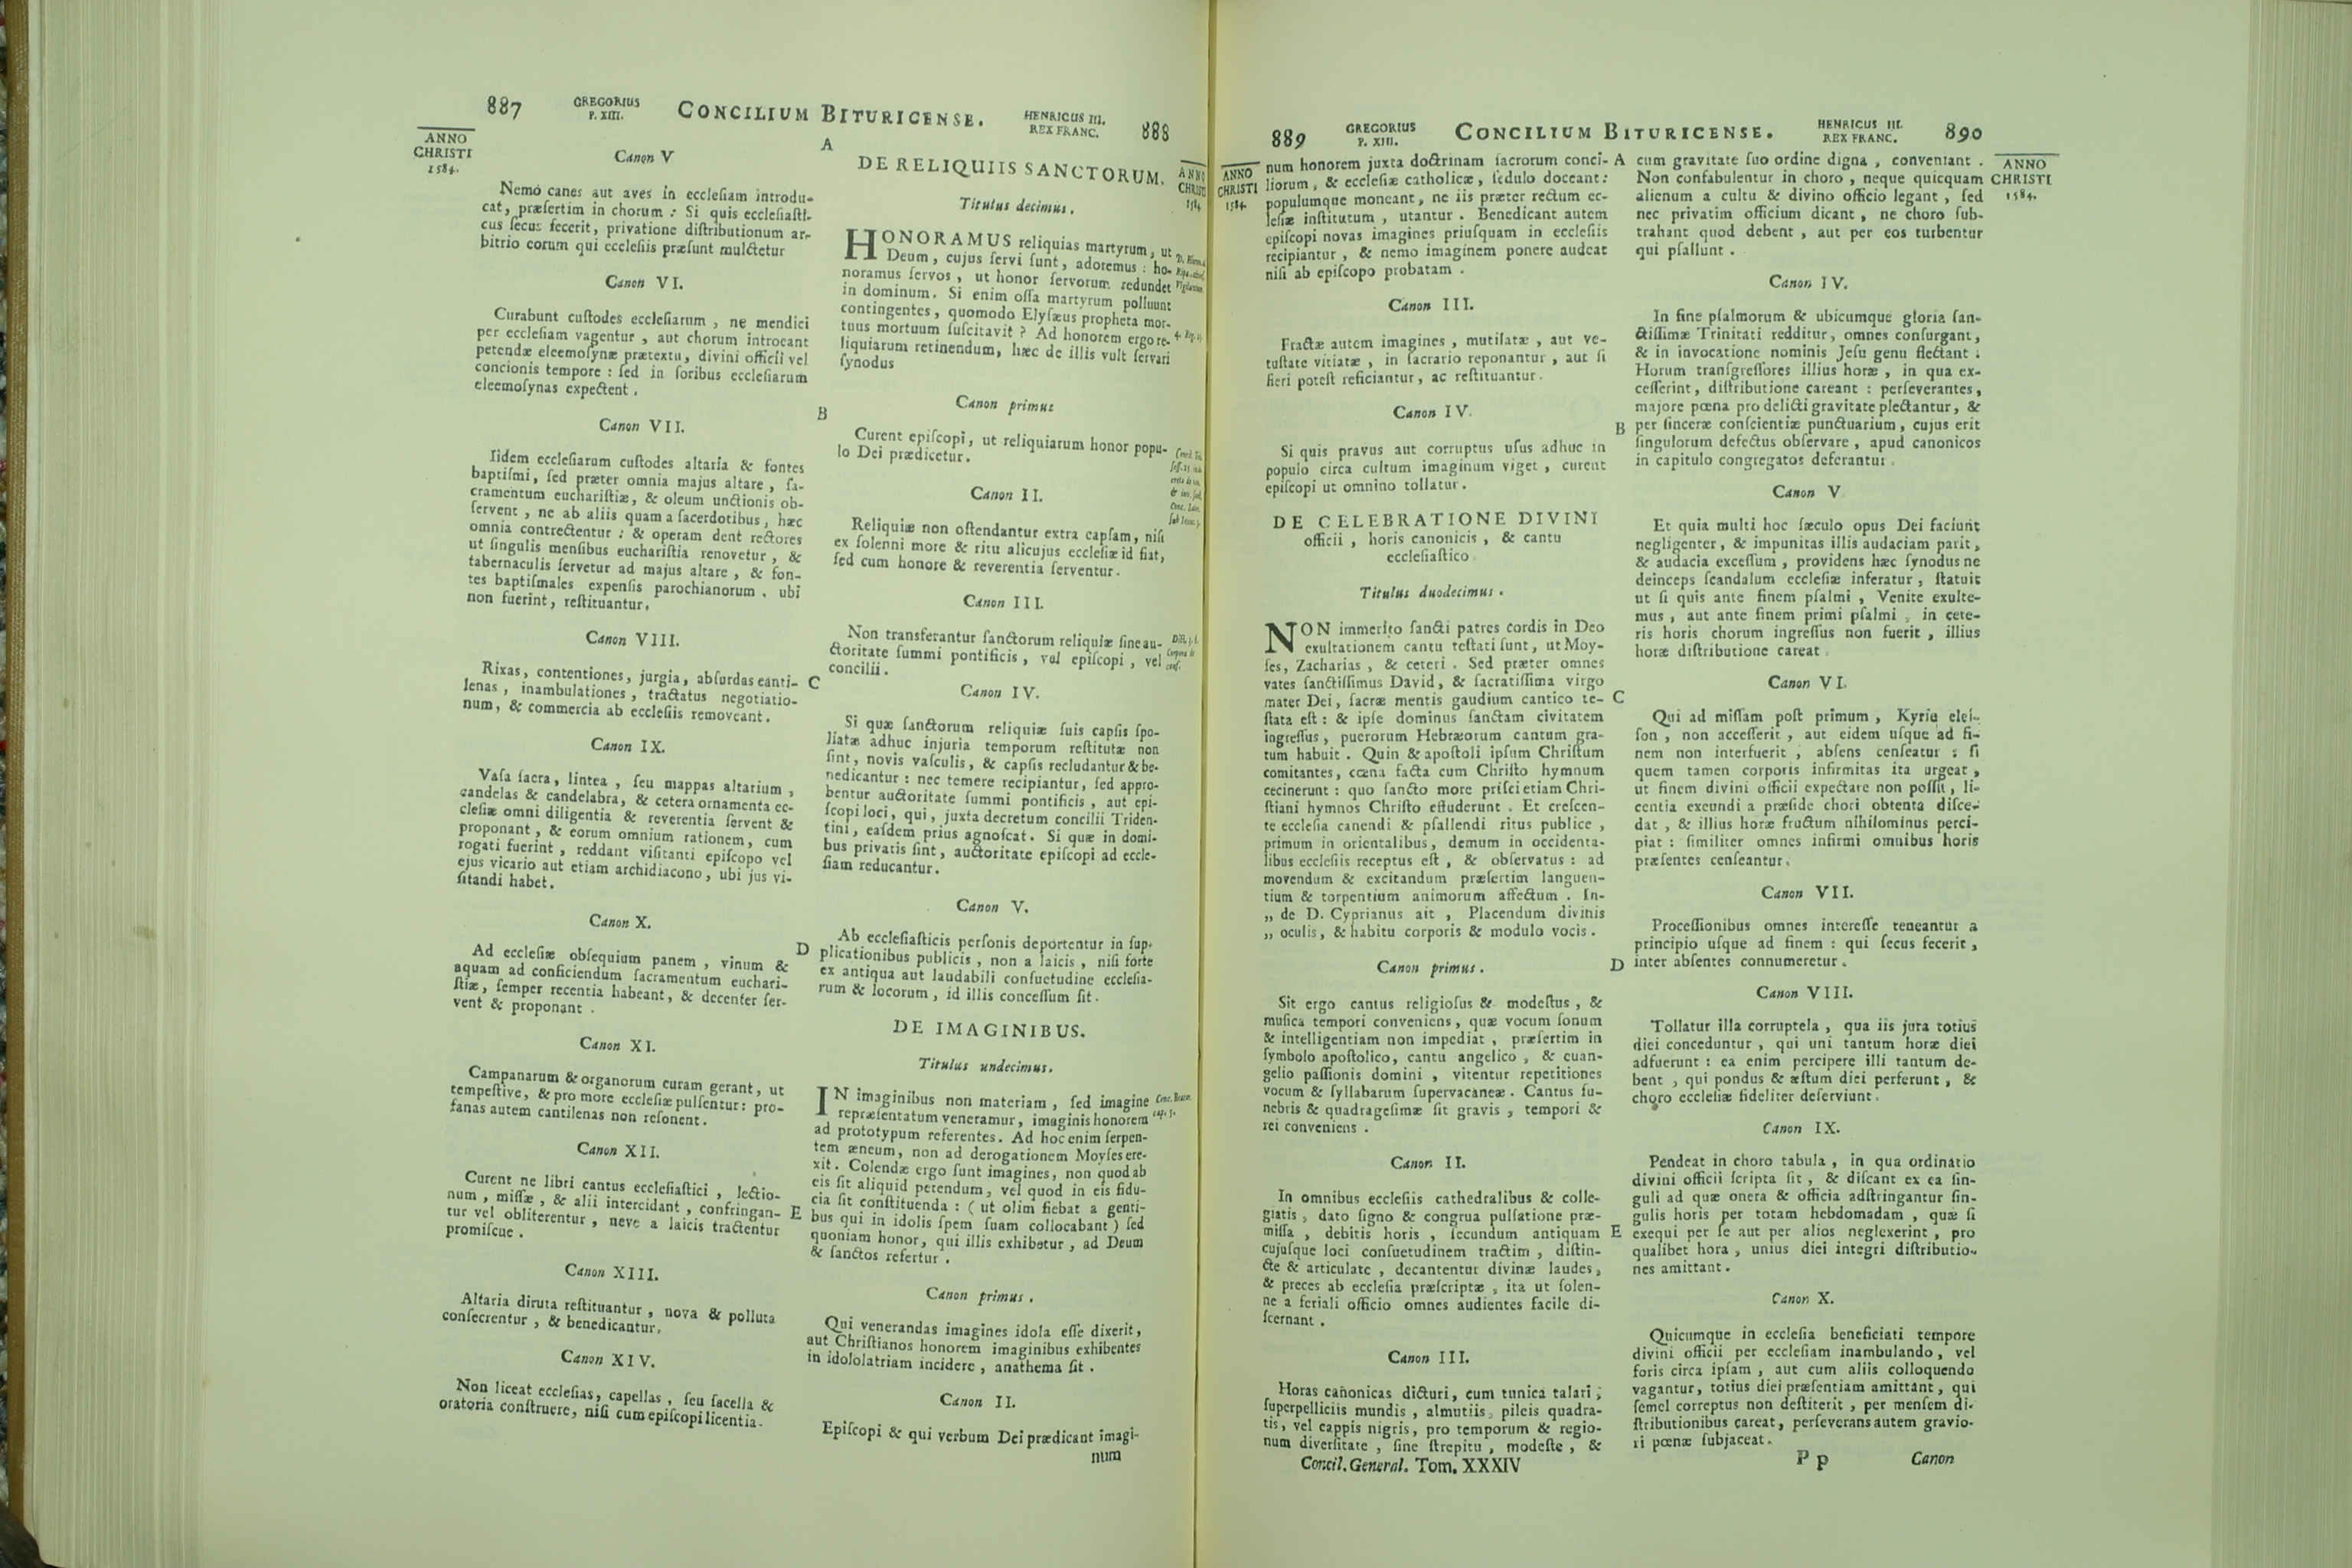 887 GREGORIUS P. XIII. CONCILIUM BITURICENSE. HENRICUS III. REX FRANC. 888
ANNO
CHRISTI
1584.
Canon V
Nemo canes aut aves in eccleſiam introdu-
cat, præſertim in chorum : Si quis eccleſiaſti-
cus ſecus fecerit, privatione diſtributionum ar-
bitrio eorum qui eccleſiis præſunt mulctetur
Canon VI.
Curabunt cuſtodes eccleſiarum , ne mendici
per eccleſiam vagentur , aut chorum introeant
petendæ eleemoſynæ prætextu, divini officii vel
concionis tempore : ſed in foribus eccleſiarum
eleemoſynas expectent .
Canon VII.
Iidem eccleſiarum cuſtodes altaria & fontes
baptiſmi, ſed præter omnia majus altare , ſa-
cramentum euchariſtiæ, & oleum unctionis ob-
ſervent , ne ab aliis quam a ſacerdotibus, hæc
omnia contrectentur : & operam dent rectores
ut ſingulis menſibus euchariſtia renovetur , &
tabernaculis ſervetur ad majus altare , & fon-
tes baptiſmales expenſis parochianorum , ubi
non fuerint, reſtituantur.
Canon VIII.
Rixas, contentiones, jurgia, abſurdas canti-
lenas , inambulationes , tractatus negotiatio-
num, & commercia ab eccleſiis removeant.
Canon IX.
Vaſa ſacra, lintea , ſeu mappas altarium ,
candelas & candelabra, & cetera ornamenta ec-
cleſiæ omni diligentia & reverentia ſervent &
proponant , & eorum omnium rationem, cum
rogati fuerint , reddant viſitanti epiſcopo vel
ejus vicario aut etiam archidiacono, ubi jus vi-
ſitandi habet.
Canon X.
Ad eccleſiæ obſequium panem , vinum &
aquam ad conficiendum ſacramentum euchari-
ſtiæ, ſemper recentia habeant, & decenter ſer-
vent & proponant .
Canon XI.
Campanarum & organorum curam gerant, ut
tempeſtive, & pro more eccleſiæ pulſentur: pro-
fanas autem cantilenas non reſonent.
Canon XII.
Curent ne libri cantus eccleſiaſtici , lectio-
num , miſſæ , & alii intercidant , confringan-
tur vel obliterentur , neve a laicis tractentur
promiſcue .
Canon XIII.
Altaria diruta reſtituantur , nova & polluta
conſecrentur , & benedicantur.
Canon XIV.
Non liceat eccleſias, capellas , ſeu ſacella &
oratoria conſtruere, niſi cum epiſcopi licentia.
A
B
C
D
E
DE RELIQUIIS SANCTORUM.
Titulus decimus.
HONORAMUS reliquias martyrum, ut
Deum, cujus ſervi ſunt, adoremus : ho-
noramus ſervos , ut honor ſervorum redundet
in dominum. Si enim oſſa martyrum polluunt
contingentes, quomodo Elyſæus propheta mor-
tuus mortuum ſuſcitavit ? Ad honorem ergo re-
liquiarum retinendum, hæc de illis vult ſervari
ſynodus
Canon primus
Curent epiſcopi, ut reliquiarum honor popu-
lo Dei prædicetur.
Canon II.
Reliquiæ non oſtendantur extra capſam, niſi
ex ſolenni more & ritu alicujus eccleſiæ id fiat,
ſed cum honore & reverentia ſerventur.
Canon III.
Non transferantur ſanctorum reliquiæ ſine au-
ctoritate ſummi pontificis , vel epiſcopi , vel
concilii .
Canon IV.
Si quæ ſanctorum reliquiæ ſuis capſis ſpo-
liatæ adhuc injuria temporum reſtitutæ non
ſint, novis vaſculis, & capſis recludantur & be-
nedicantur : nec temere recipiantur, ſed appro-
bentur auctoritate ſummi pontificis , aut epi-
ſcopi loci, qui, juxta decretum concilii Triden-
tini, eaſdem prius agnoſcat. Si quæ in domi-
bus privatis ſint, auctoritate epiſcopi ad eccle-
ſiam reducantur.
Canon V.
Ab eccleſiaſticis perſonis deportentur in ſup-
plicationibus publicis , non a laicis , niſi forte
ex antiqua aut laudabili conſuetudine eccleſia-
rum & locorum , id illis conceſſum ſit.
DE IMAGINIBUS.
Titulus undecimus.
IN imaginibus non materiam , ſed imagine
repræſentatum veneramur, imaginis honorem
ad prototypum referentes. Ad hoc enim ſerpen-
tem æneum, non ad derogationem Moyſes ere-
xit. Colendæ ergo ſunt imagines, non quod ab
eis ſit aliquid petendum, vel quod in eis fidu-
cia ſit conſtituenda : ( ut olim fiebat a genti-
bus qui in idolis ſpem ſuam collocabant ) ſed
quoniam honor, qui illis exhibetur , ad Deum
& ſanctos refertur .
Canon primus .
Qui venerandas imagines idola eſſe dixerit,
aut Chriſtianos honorem imaginibus exhibentes
in idololatriam incidere , anathema ſit .
Canon II.
Epiſcopi & qui verbum Dei prædicant imagi-
num
ANNO
CHRISTI
1584
889 GREGORIUS P. XIII. CONCILIUM BITURICENSE. HENRICUS III. REX FRANC. 890
ANNO
CHRISTI
1584.
num honorem juxta doctrinam ſacrorum conci-
liorum, & eccleſiæ catholicæ, ſedulo doceant:
populumque moneant, ne iis præter rectum ec-
leſiæ inſtitutum , utantur . Benedicant autem
epiſcopi novas imagines priuſquam in eccleſiis
recipiantur , & nemo imaginem ponere audeat
niſi ab epiſcopo probatam .
Canon III.
Fractæ autem imagines , mutilatæ , aut ve-
tuſtate vitiatæ , in ſacrario reponantur , aut ſi
fieri poteſt reficiantur, ac reſtituantur.
Canon IV.
Si quis pravus aut corruptus uſus adhuc in
populo circa cultum imaginum viget , curent
epiſcopi ut omnino tollatur.
DE CELEBRATIONE DIVINI
officii , horis canonicis , & cantu
eccleſiaſtico.
Titulus duodecimus.
NON immerito ſancti patres cordis in Deo
exultationem cantu teſtati ſunt, ut Moy-
ſes, Zacharias , & ceteri . Sed præter omnes
vates ſanctiſſimus David, & ſacratiſſima virgo
mater Dei, ſacræ mentis gaudium cantico te-
ſtata eſt : & ipſe dominus ſanctam civitatem
ingreſſus , puerorum Hebræorum cantum gra-
tum habuit . Quin & apoſtoli ipſum Chriſtum
comitantes, cœna facta cum Chriſto hymnum
cecinerunt : quo ſancto more priſci etiam Chri-
ſtiani hymnos Chriſto effuderunt . Et creſcen-
te eccleſia canendi & pſallendi ritus publice ,
primum in orientalibus, demum in occidenta-
libus eccleſiis receptus eſt , & obſervatus : ad
movendum & excitandum præſertim languen-
tium & torpentium animorum affectum . In-
„ de D. Cyprianus ait , Placendum divinis
„ oculis, & habitu corporis & modulo vocis.
Canon primus.
Sit ergo cantus religioſus & modeſtus , &
muſica tempori conveniens, quæ vocum ſonum
& intelligentiam non impediat , præſertim in
ſymbolo apoſtolico, cantu angelico , & euan-
gelio paſſionis domini , vitentur repetitiones
vocum & ſyllabarum ſupervacaneæ. Cantus fu-
nebris & quadrageſimæ ſit gravis , tempori &
rei conveniens .
Canon II.
In omnibus eccleſiis cathedralibus & colle-
giatis , dato ſigno & congrua pulſatione præ-
miſſa , debitis horis , ſecundum antiquam
cujuſque loci conſuetudinem tractim , diſtin-
cte & articulate , decantentur divinæ laudes,
& preces ab eccleſia præſcriptæ , ita ut ſolen-
ne a feriali officio omnes audientes facile di-
ſcernant .
Canon III.
Horas canonicas dicturi, cum tunica talari ,
ſuperpelliciis mundis , almutiis, pileis quadra-
tis, vel cappis nigris, pro temporum & regio-
num diverſitate , ſine ſtrepitu , modeſte , &
Concil. General. Tom. XXXIV
A
B
C
D
E
cum gravitate ſuo ordine digna , conveniant .
Non confabulentur in choro , neque quicquam
alienum a cultu & divino officio legant , ſed
nec privatim officium dicant , ne choro ſub-
trahant quod debent , aut per eos turbentur
qui pſallunt .
Canon IV.
In fine pſalmorum & ubicumque gloria ſan-
ctiſſimæ Trinitati redditur, omnes conſurgant,
& in invocatione nominis Jeſu genu flectant :
Horum tranſgreſſores illius horæ , in qua ex-
ceſſerint, diſtributione careant : perſeverantes,
majore pœna pro delicti gravitate plectantur, &
per ſinceræ conſcientiæ punctuarium, cujus erit
ſingulorum defectus obſervare , apud canonicos
in capitulo congregatos deferantur.
Canon V
Et quia multi hoc ſæculo opus Dei faciunt
negligenter, & impunitas illis audaciam parit,
& audacia exceſſum , providens hæc ſynodus ne
deinceps ſcandalum eccleſiæ inferatur, ſtatuit
ut ſi quis ante finem pſalmi , Venite exulte-
mus , aut ante finem primi pſalmi , in cete-
ris horis chorum ingreſſus non fuerit , illius
horæ diſtributione careat.
Canon VI.
Qui ad miſſam poſt primum , Kyrie elei-
ſon , non acceſſerit , aut eidem uſque ad fi-
nem non interfuerit , abſens cenſeatur : ſi
quem tamen corporis infirmitas ita urgeat ,
ut finem divini officii expectare non poſſit, li-
centia exeundi a præſide chori obtenta diſce-
dat , & illius horæ fructum nihilominus perci-
piat : ſimiliter omnes infirmi omnibus horis
præſentes cenſeantur.
Canon VII.
Proceſſionibus omnes intereſſe teneantur a
principio uſque ad finem : qui ſecus fecerit ,
inter abſentes connumeretur.
Canon VIII.
Tollatur illa corruptela , qua iis jura totius
diei conceduntur , qui uni tantum horæ diei
adfuerunt : ea enim percipere illi tantum de-
bent , qui pondus & æſtum diei perferunt , &
choro eccleſiæ fideliter deſerviunt.
Canon IX.
Pendeat in choro tabula , in qua ordinatio
divini officii ſcripta ſit , & diſcant ex ea ſin-
guli ad quæ onera & officia adſtringantur ſin-
gulis horis per totam hebdomadam , quæ ſi
exequi per ſe aut per alios neglexerint , pro
qualibet hora , unius diei integri diſtributio-
nes amittant.
Canon X.
Quicumque in eccleſia beneficiati tempore
divini officii per eccleſiam inambulando, vel
foris circa ipſam , aut cum aliis colloquendo
vagantur, totius diei præſentiam amittant, qui
ſemel correptus non deſtiterit , per menſem di-
ſtributionibus careat, perſeverans autem gravio-
ri pœnæ ſubjaceat.
P p Canon
ANNO
CHRISTI
1584.